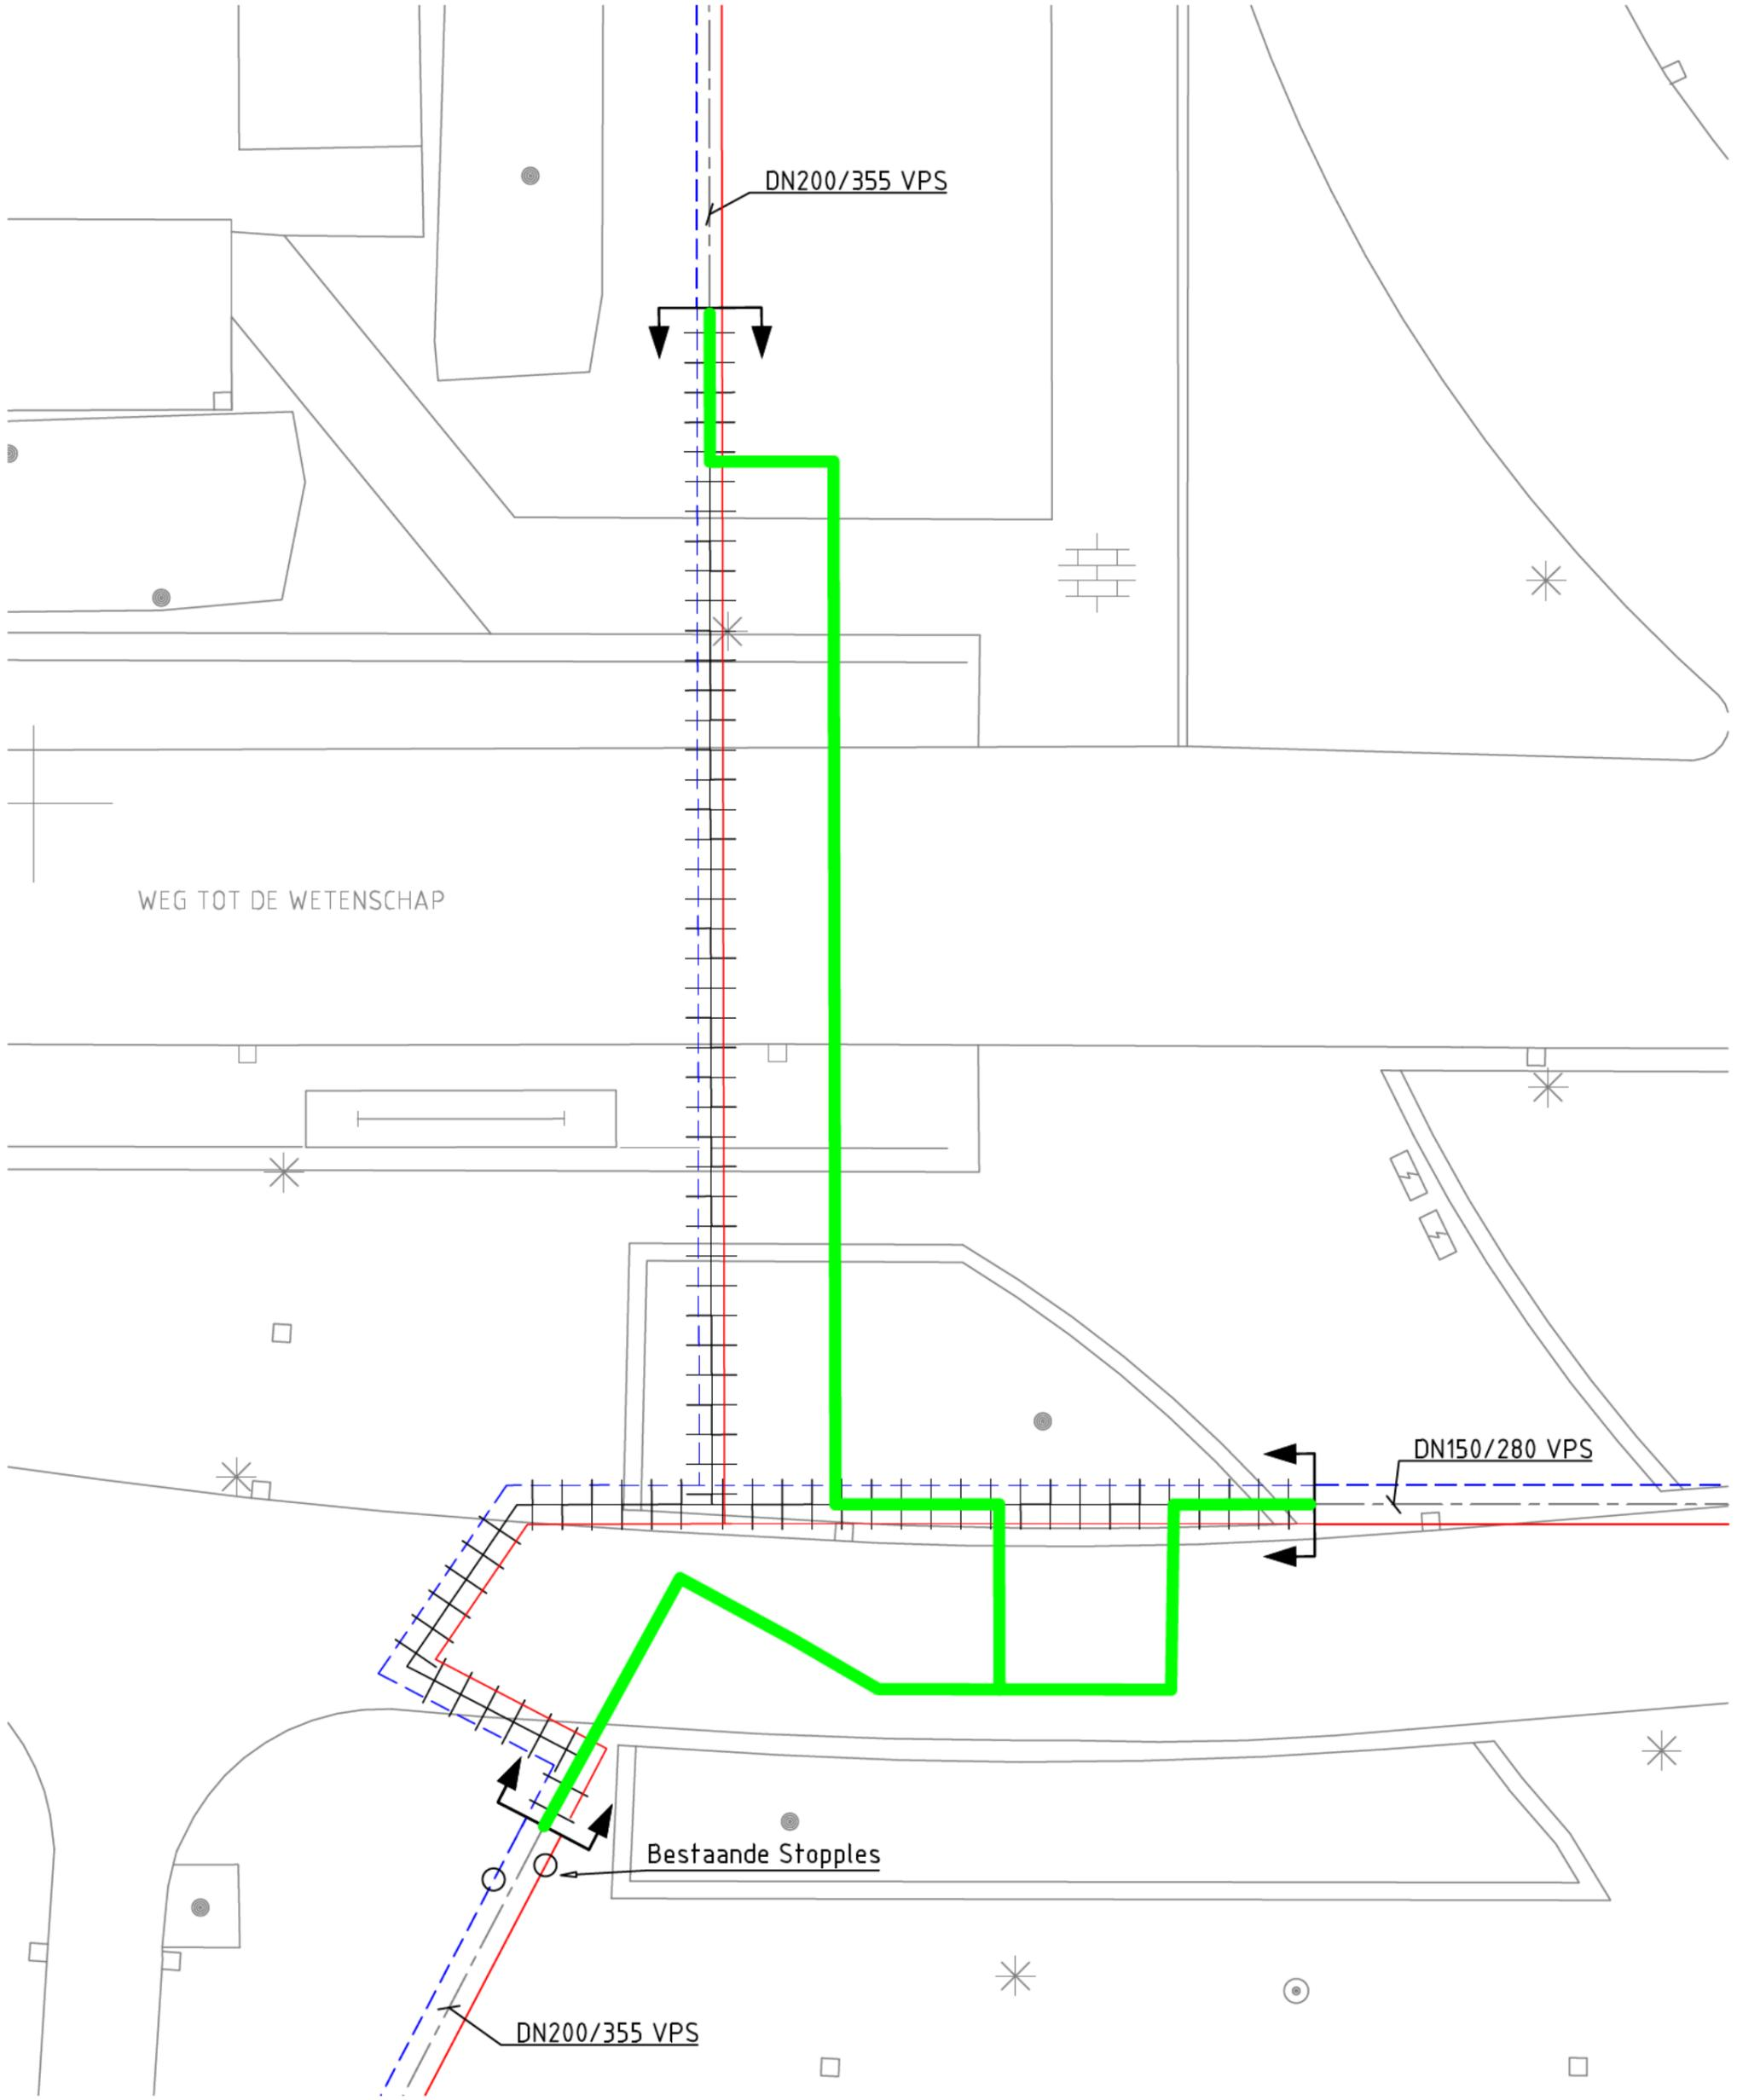 DN200/355 VPS
WEG TOT DE WETENSCHAP
DN150/280 VPS
Bestaande Stopples
DN200/355 VPS